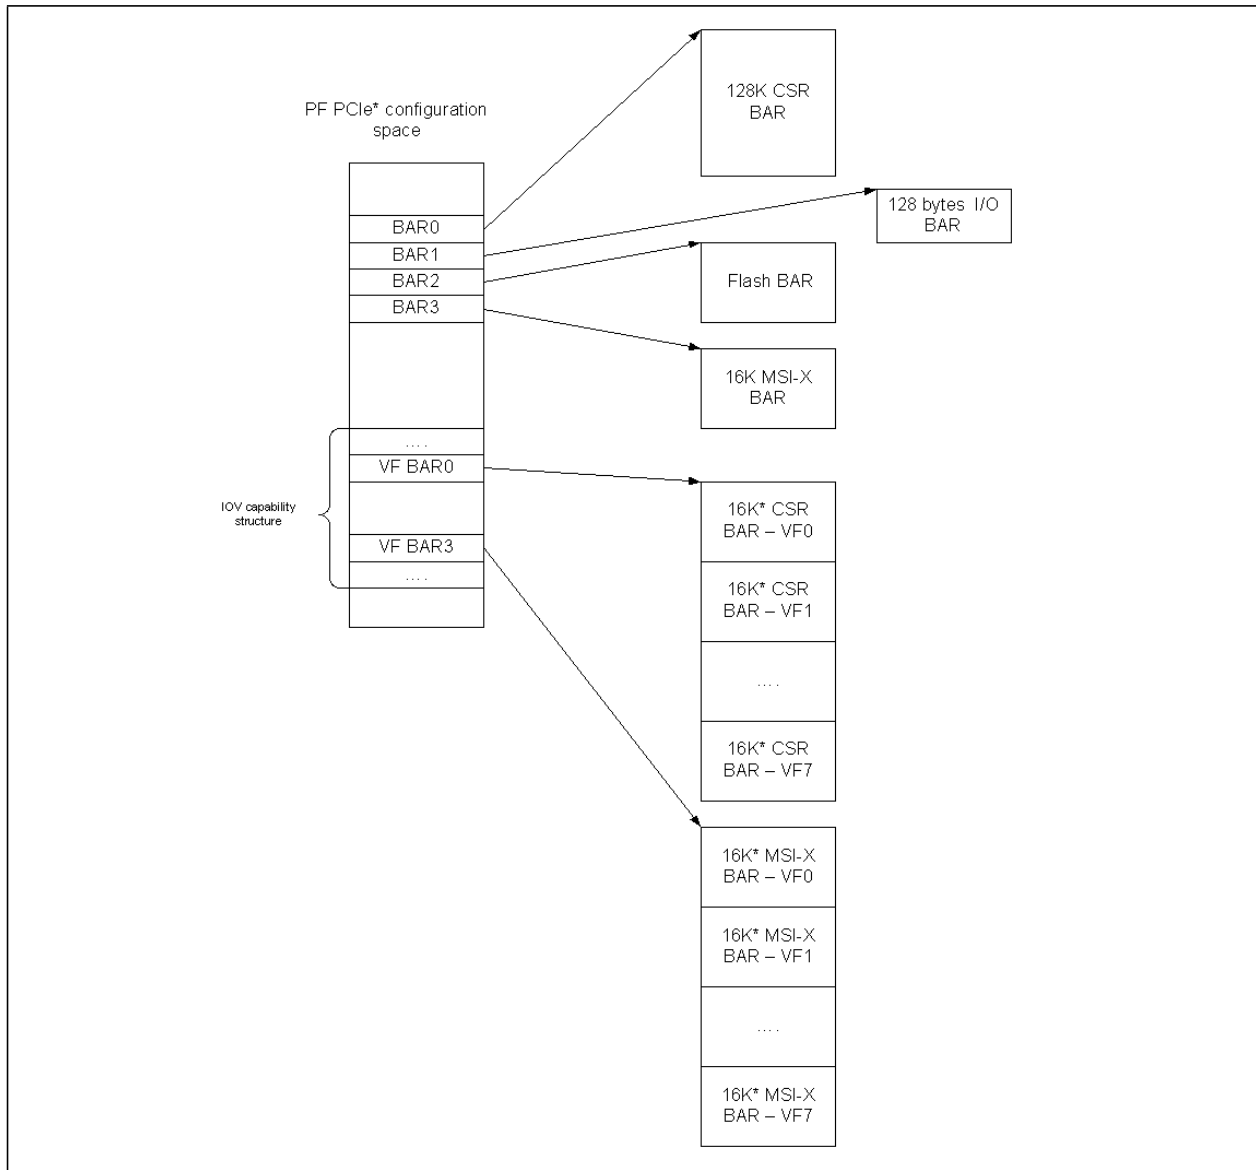 PF PCIe* configuration
space
BAR0
BAR1
BAR2
BAR3
....
VF BAR0
VF BAR3
....
IOV capability
structure
128K CSR
BAR
128 bytes I/O
BAR
Flash BAR
16K MSI-X
BAR
16K* CSR
BAR – VF0
16K* CSR
BAR – VF1
....
16K* CSR
BAR – VF7
16K* MSI-X
BAR – VF0
16K* MSI-X
BAR – VF1
....
16K* MSI-X
BAR – VF7